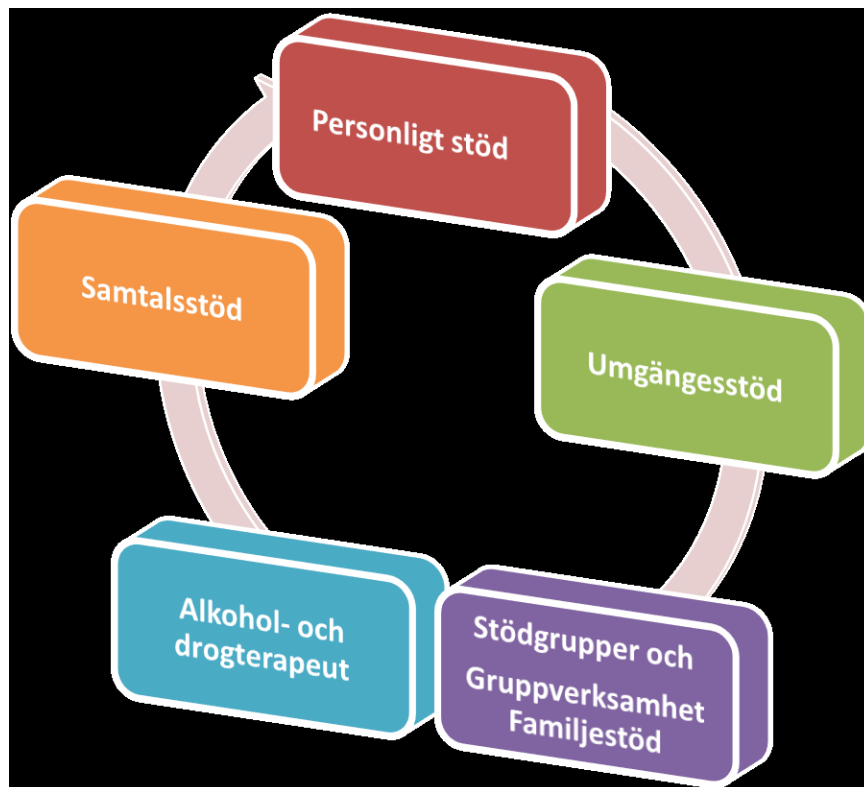 Personligt stöd
Samtalsstöd
Umgängesstöd
Alkohol- och
drogterapeut
Stödgrupper och
Gruppverksamhet
Familjestöd